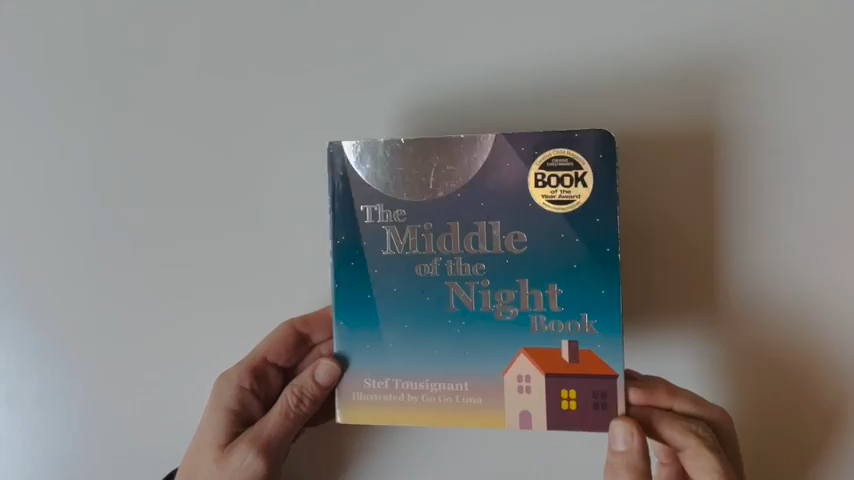 The
Middle
of the
Night
Book
BOOK
of the
Year Award
Stef Tousignant
Illustrated by Go Go Luna